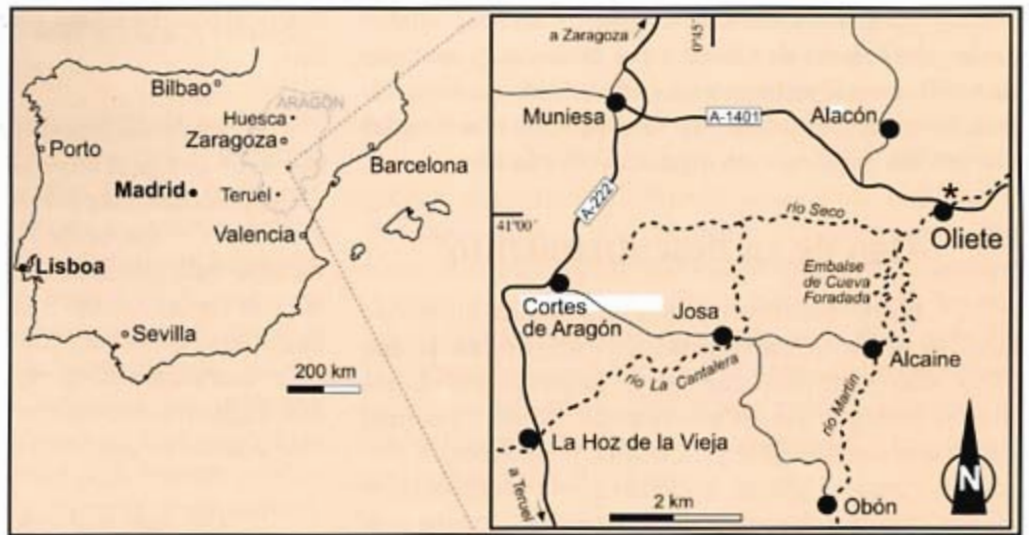 Bilbao
ARAGÓN
Huesca
Zaragoza
Porto
Barcelona
Madrid
Teruel
Valencia
Lisboa
Sevilla
200 km
a Zaragoza
0°45'
Muniesa
A-1401
Alacón
A-222
41°00'
río Seco
Oliete
*
Embalse
de Cueva
Foradada
Cortes
de Aragón
Josa
Alcaine
río La Cantalera
río Martín
La Hoz de la Vieja
a Teruel
2 km
Obón
N